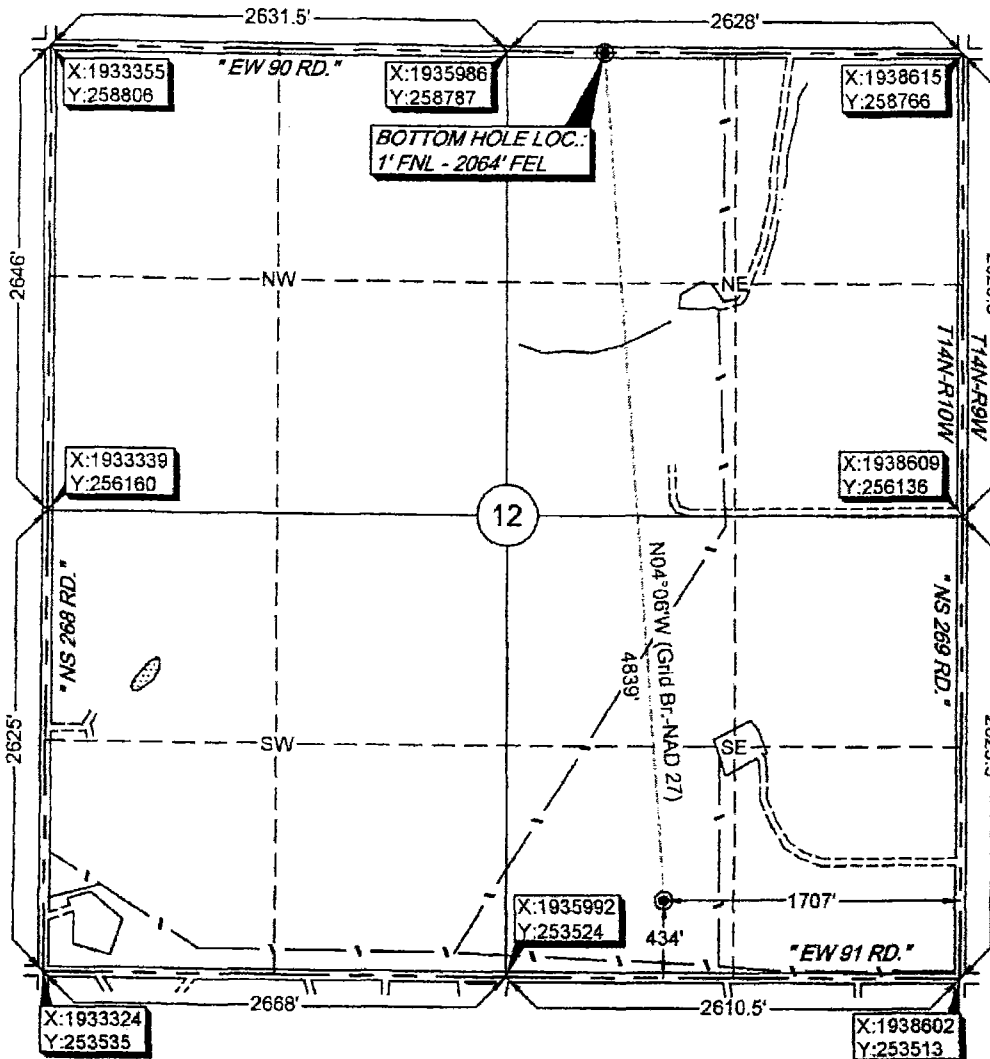 2631.5'
2628'
X:1933355
Y:258806
" EW 90 RD."
X:1935986
Y:258787
X:1938615
Y:258766
BOTTOM HOLE LOC.:
1' FNL - 2064' FEL
2646'
NW
NE
T14N-R10W
T14N-R9W
X:1933339
Y:256160
X:1938609
Y:256136
12
" NS 268 RD."
N04°06'W (Grid Br.-NAD 27)
4839'
" NS 269 RD."
2625'
SW
SE
1707'
434'
X:1935992
Y:253524
" EW 91 RD."
2668'
2610.5'
X:1933324
Y:253535
X:1938602
Y:253513